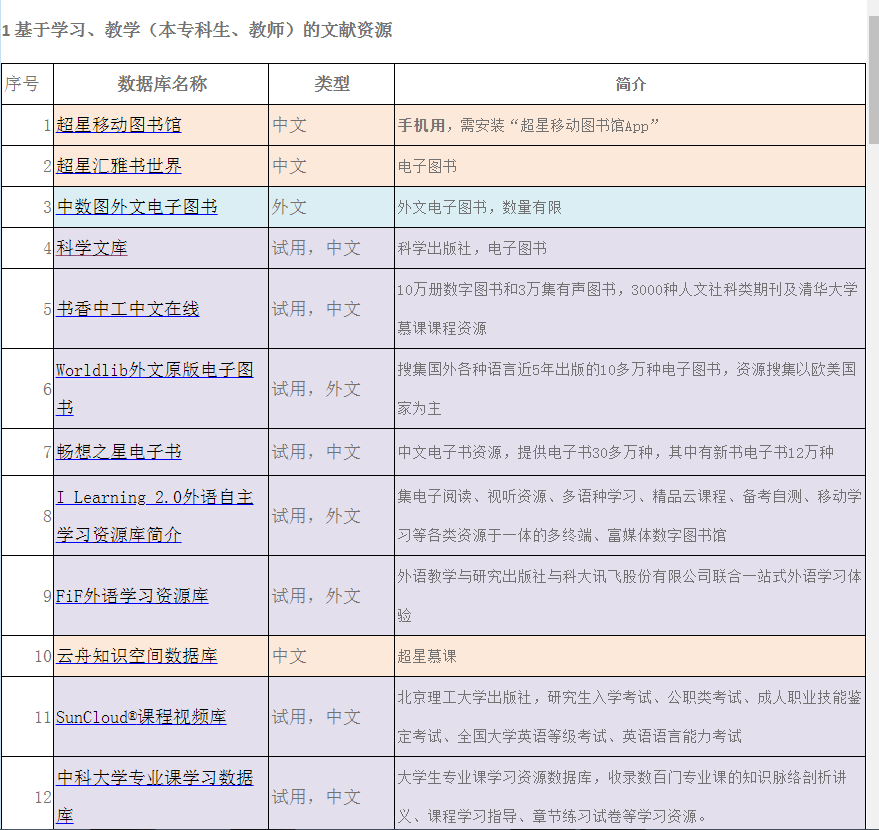 1 基于学习、教学（本专科生、教师）的文献资源
序号 数据库名称 类型 简介
1 超星移动图书馆 中文 手机用，需安装“超星移动图书馆App”
2 超星汇雅书世界 中文 电子图书
3 中数图外文电子图书 外文 外文电子图书，数量有限
4 科学文库 试用，中文 科学出版社，电子图书
5 书香中工中文在线 试用，中文 10万册数字图书和3万集有声图书，3000种人文社科类期刊及清华大学
慕课课程资源
6 Worldlib外文原版电子图 试用，外文 搜集国外各种语言近5年出版的10多万种电子图书，资源搜集以欧美国
书 家为主
7 畅想之星电子书 试用，中文 中文电子书资源，提供电子书30多万种，其中有新书电子书12万种
8 I Learning 2.0外语自主 试用，外文 集电子阅读、视听资源、多语种学习、精品云课程、备考自测、移动学
学习资源库简介 习等各类资源于一体的多终端、富媒体数字图书馆
9 FiF外语学习资源库 试用，外文 外语教学与研究出版社与科大讯飞股份有限公司联合一站式外语学习体
验
10 云舟知识空间数据库 中文 超星慕课
11 SunCloud®课程视频库 试用，中文 北京理工大学出版社，研究生入学考试、公职类考试、成人职业技能鉴
定考试、全国大学英语等级考试、英语语言能力考试
12 中科大学专业课学习数据 试用，中文 大学生专业课学习资源数据库，收录数百门专业课的知识脉络剖析讲
库 义、课程学习指导、章节练习试卷等学习资源。